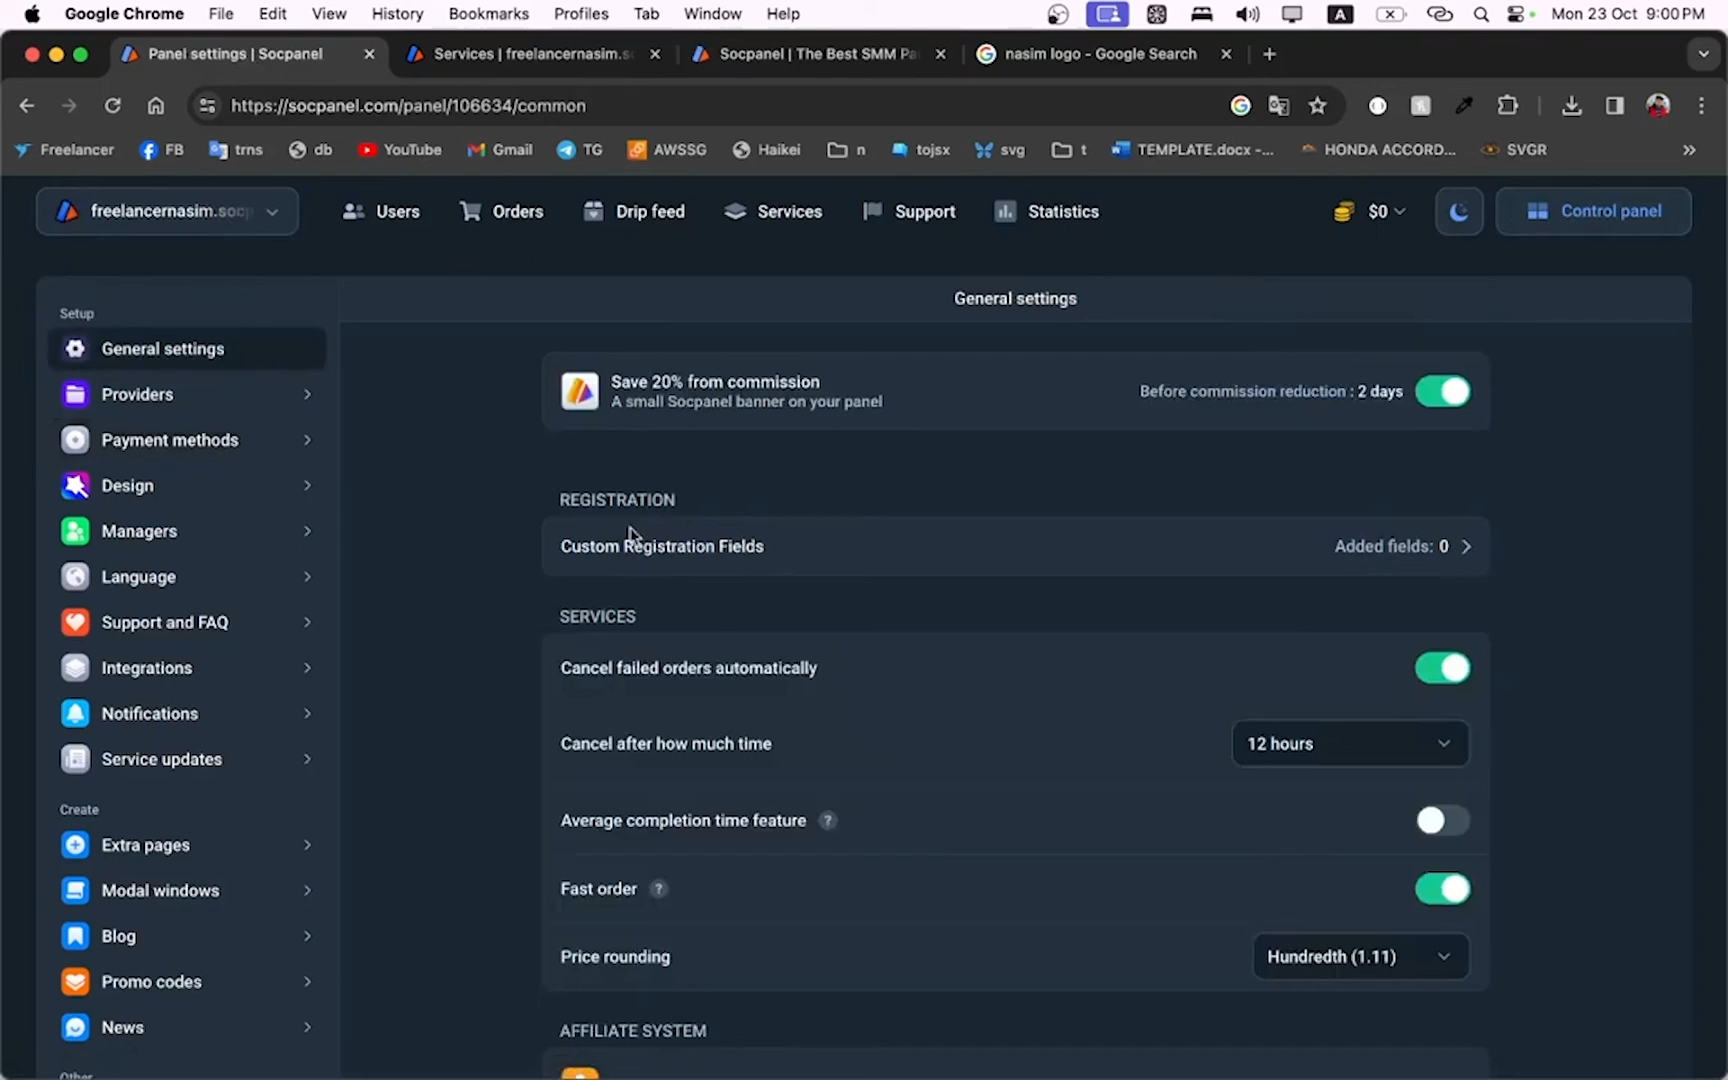 Google Chrome File Edit View History Bookmarks Profiles Tab Window Help A Mon 23 Oct 9:00 PM
Panel settings | Socpanel Services | freelancernasim.s Socpanel | The Best SMM Pa nasim logo - Google Search
https://socpanel.com/panel/106634/common
Freelancer FB trns db YouTube Gmail TG AWSSG Haikei n tojsx svg t TEMPLATE.docx -... HONDA ACCORD... SVGR
freelancernasim.socp Users Orders Drip feed Services Support Statistics $0 Control panel
General settings
Setup
General settings
Providers
Payment methods
Design
Managers
Language
Support and FAQ
Integrations
Notifications
Service updates
Create
Extra pages
Modal windows
Blog
Promo codes
News
Other
Save 20% from commission
A small Socpanel banner on your panel
Before commission reduction : 2 days
REGISTRATION
Custom Registration Fields Added fields: 0
SERVICES
Cancel failed orders automatically
Cancel after how much time 12 hours
Average completion time feature ?
Fast order ?
Price rounding Hundredth (1.11)
AFFILIATE SYSTEM